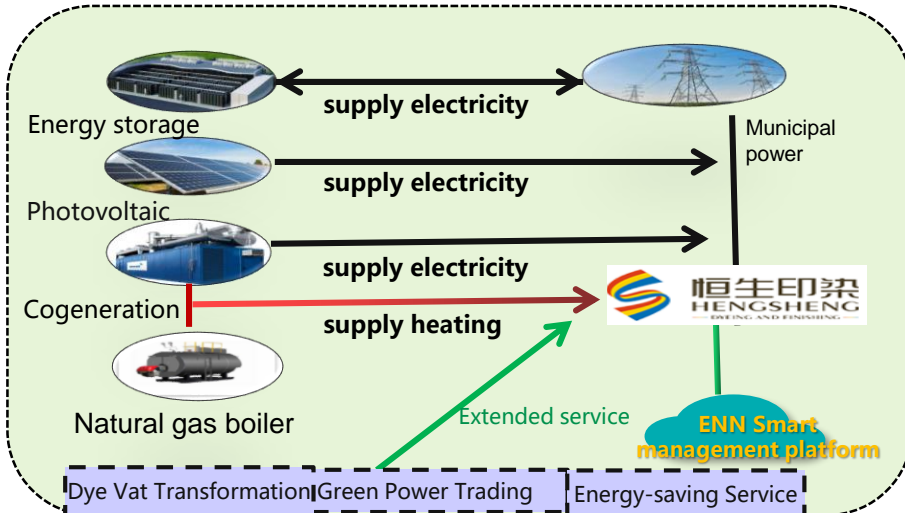 supply electricity
Energy storage
Municipal
power
supply electricity
Photovoltaic
supply electricity
Cogeneration
supply heating
恒生印染
HENGSHENG
DYEING AND FINISHING
Natural gas boiler
Extended service
ENN Smart
management platform
Dye Vat Transformation
Green Power Trading
Energy-saving Service